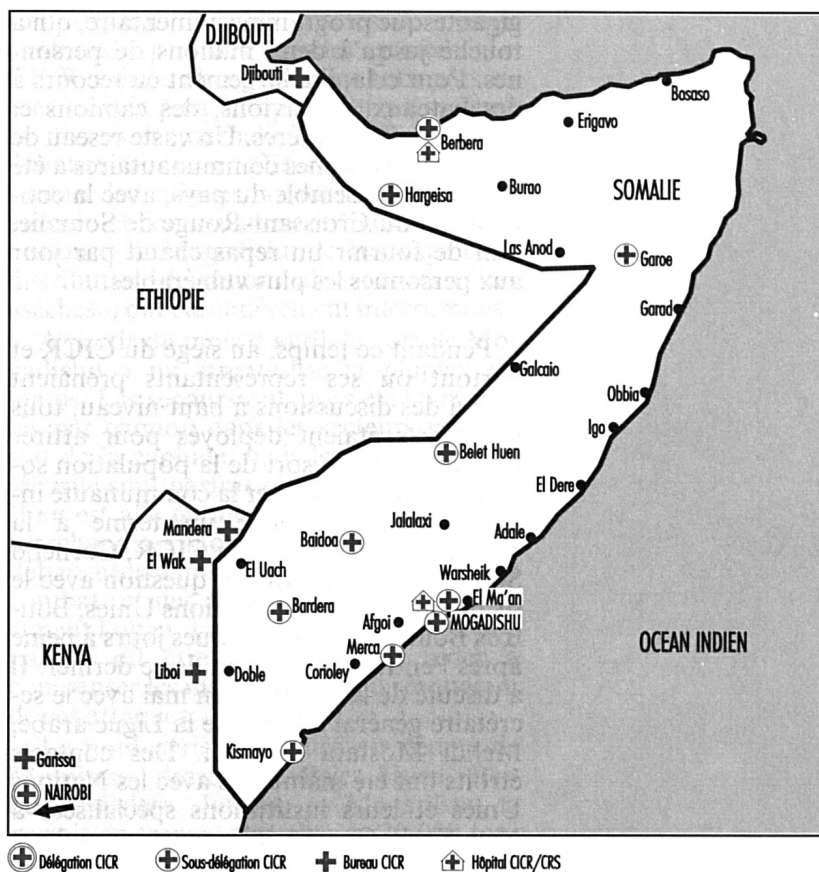 DJIBOUTI
Djibouti
Bosaso
Erigavo
Berbera
Burao
SOMALIE
Hargeisa
Las Anod
Garoe
ETHIOPIE
Garad
Galcaio
Obbia
Igo
Belet Huen
El Dere
Jalalaxi
Mandera
Baidoa
Adale
El Wak
El Uach
Warsheik
El Ma'an
Bardera
Afgoi
MOGADISHU
OCEAN INDIEN
KENYA
Merca
Liboi
Doble
Corioley
Kismayo
Garissa
NAIROBI
Délégation CICR Sous-délégation CICR Bureau CICR Hôpital CICR/CRS